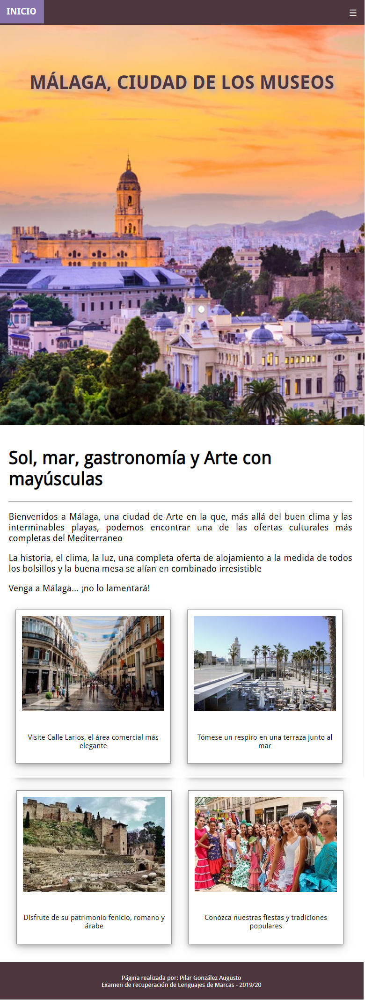 INICIO ☰
MÁLAGA, CIUDAD DE LOS MUSEOS
Sol, mar, gastronomía y Arte con
mayúsculas
Bienvenidos a Málaga, una ciudad de Arte en la que, más allá del buen clima y las
interminables playas, podemos encontrar una de las ofertas culturales más
completas del Mediterraneo
La historia, el clima, la luz, una completa oferta de alojamiento a la medida de todos
los bolsillos y la buena mesa se alían en combinado irresistible
Venga a Málaga... ¡no lo lamentará!
Visite Calle Larios, el área comercial más
elegante
Tómese un respiro en una terraza junto al
mar
Disfrute de su patrimonio fenicio, romano y
árabe
Conózca nuestras fiestas y tradiciones
populares
Página realizada por: Pilar González Augusto
Examen de recuperación de Lenguajes de Marcas - 2019/20